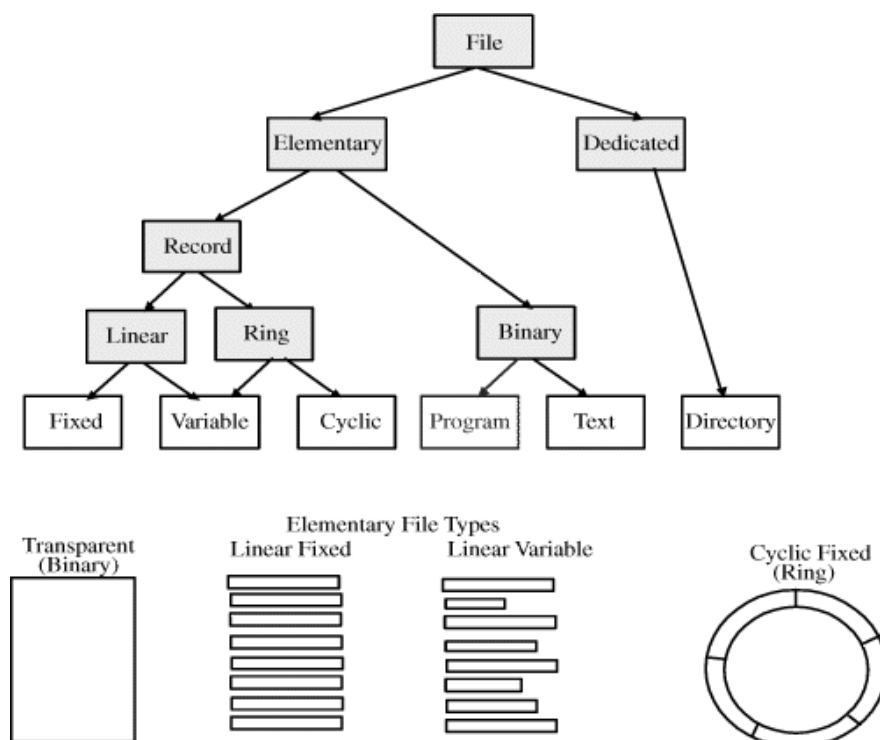 File
Elementary
Dedicated
Record
Linear
Ring
Binary
Fixed
Variable
Cyclic
Program
Text
Directory
Elementary File Types
Transparent
(Binary)
Linear Fixed
Linear Variable
Cyclic Fixed
(Ring)